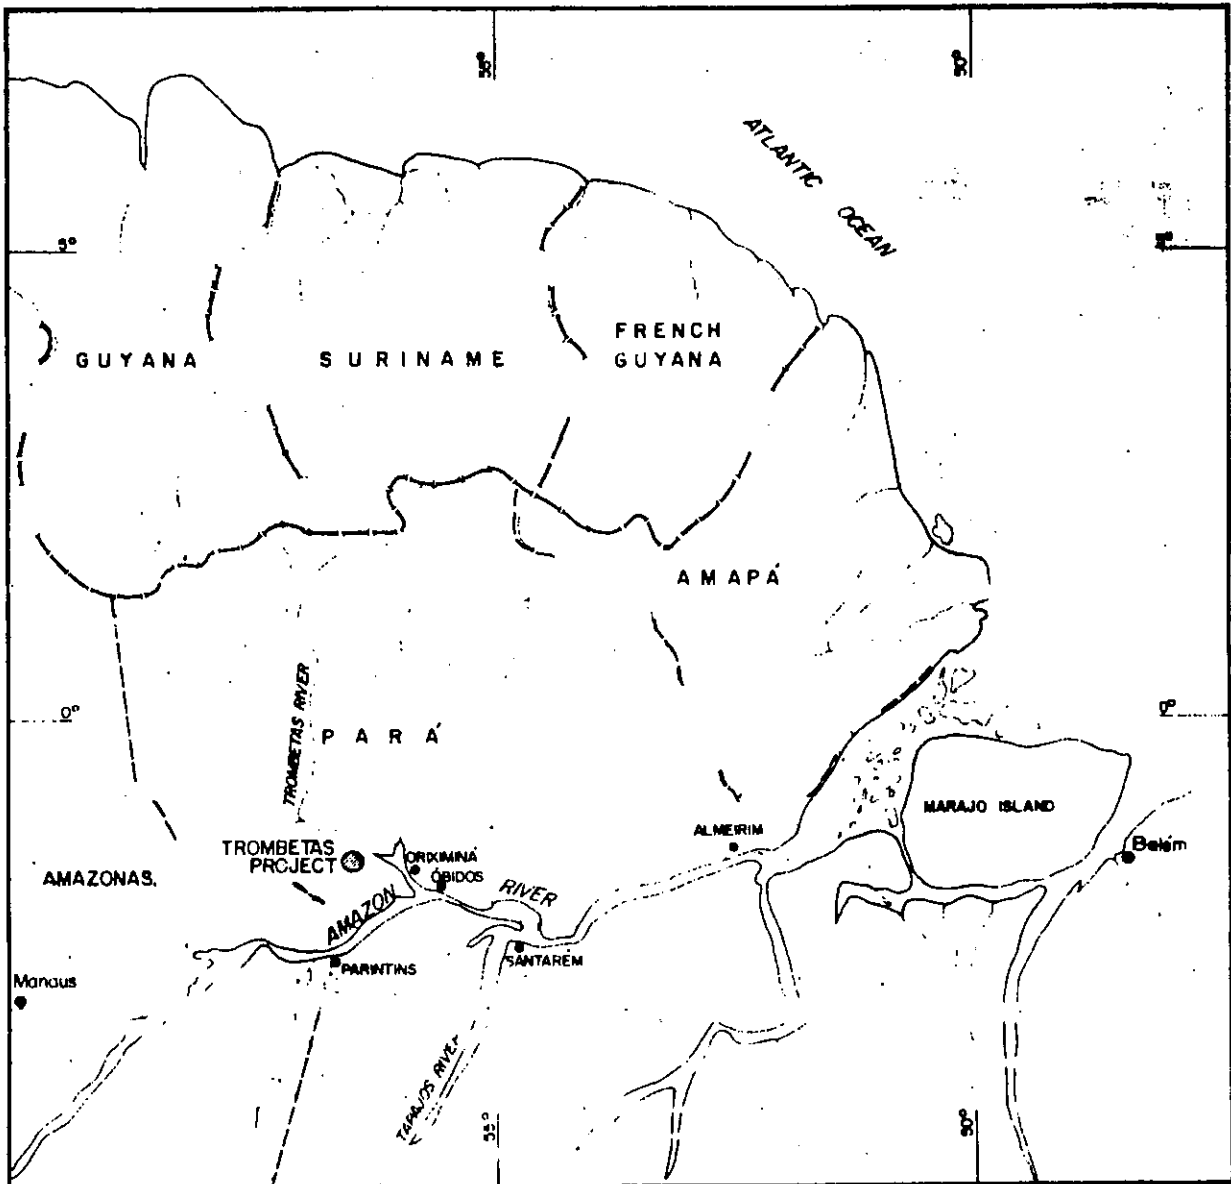 55°
50°
ATLANTIC OCEAN
5°
GUYANA
SURINAME
FRENCH
GUYANA
AMAPÁ
TROMBETAS RIVER
0°
0°
PARÁ
MARAJO ISLAND
ALMEIRIM
Belém
TROMBETAS
PROJECT
ORIXIMINÁ
ÓBIDOS
AMAZONAS.
AMAZON RIVER
SANTARÉM
PARINTINS
Manaus
TAPAJOS RIVER
55°
50°